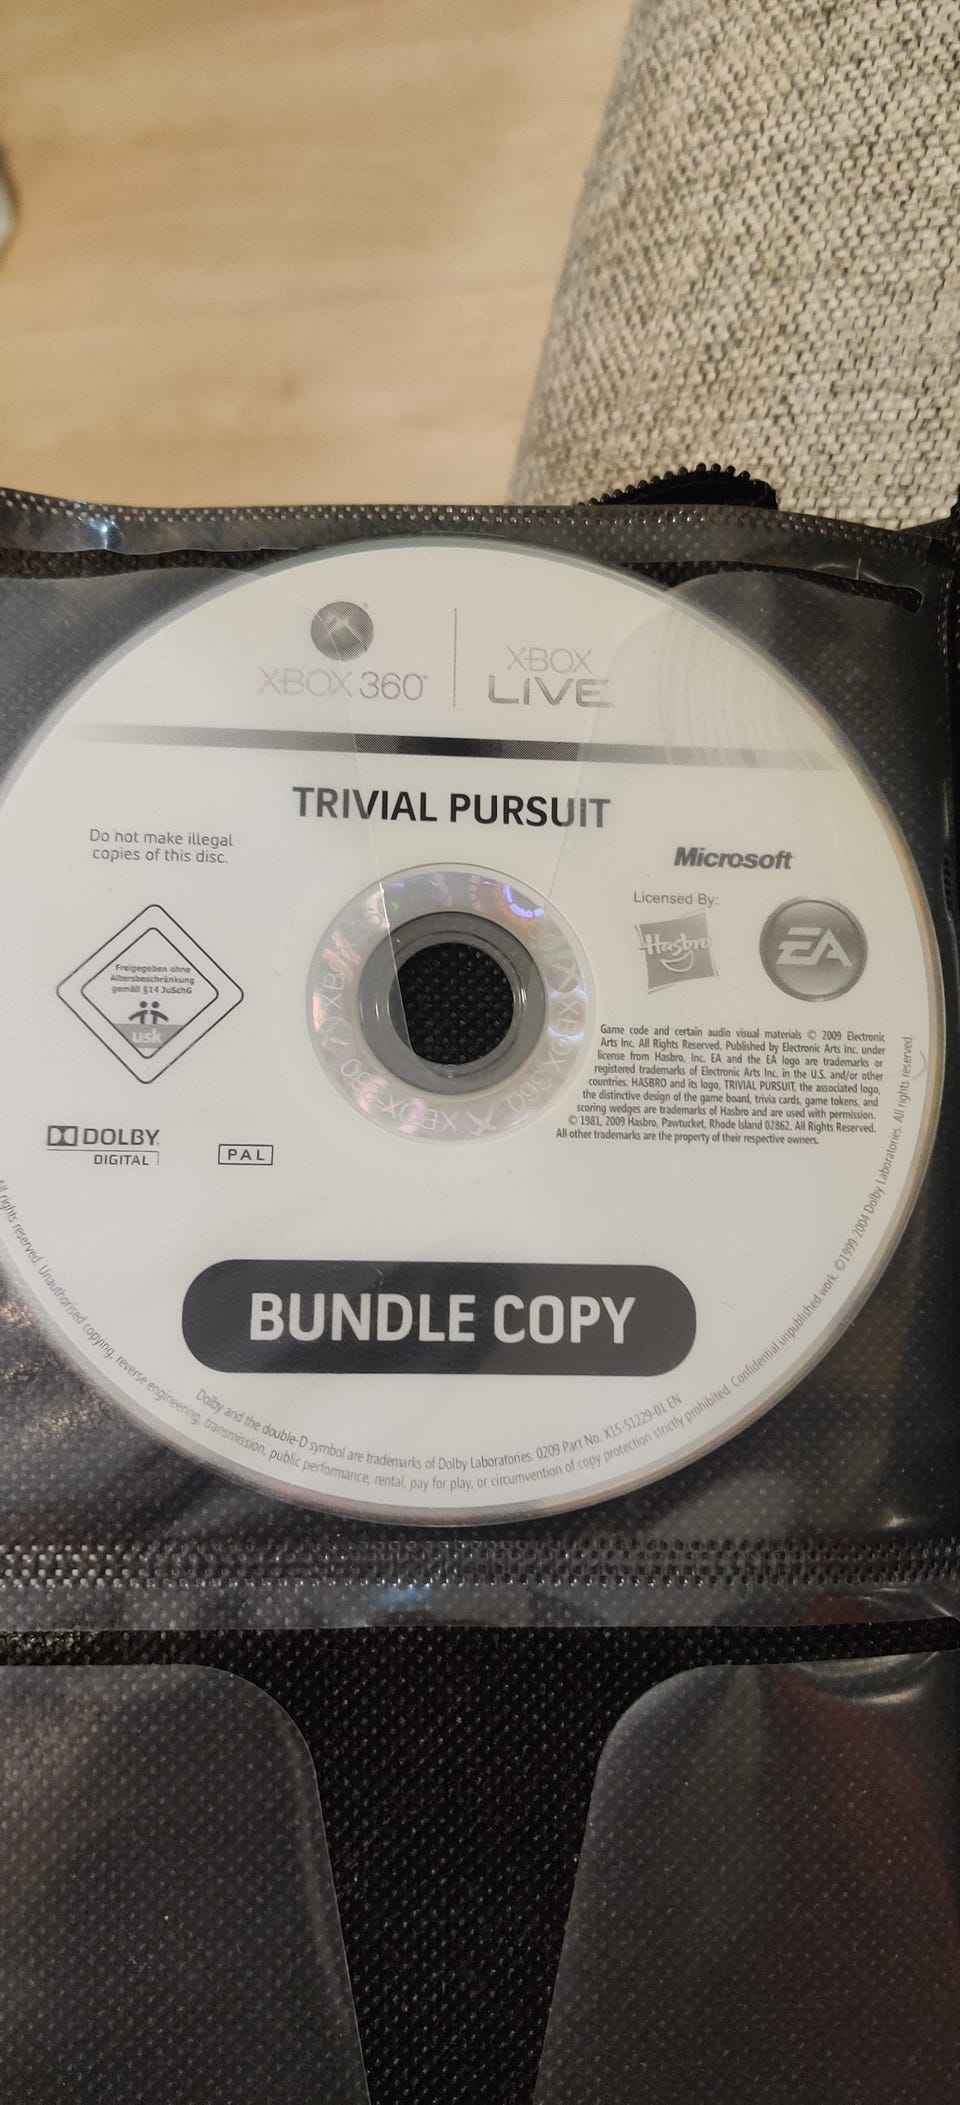 XBOX 360
XBOX
LIVE
TRIVIAL PURSUIT
Do not make illegal
copies of this disc.
Microsoft
Licensed By:
Hasbro
EA
Freigegeben ohne
Altersbeschränkung
gemäß §14 JuSchG
usk
Game code and certain audio visual materials © 2009 Electronic
Arts Inc. All Rights Reserved. Published by Electronic Arts Inc. under
license from Hasbro, Inc. EA and the EA logo are trademarks or
registered trademarks of Electronic Arts Inc. in the U.S. and/or other
countries. HASBRO and its logo, TRIVIAL PURSUIT, the associated logo,
the distinctive design of the game board, trivia cards, game tokens, and
scoring wedges are trademarks of Hasbro and are used with permission.
© 1981, 2009 Hasbro, Pawtucket, Rhode Island 02862. All Rights Reserved.
All other trademarks are the property of their respective owners.
DOLBY
DIGITAL
PAL
BUNDLE COPY
Dolby and the double-D symbol are trademarks of Dolby Laboratories. 0209 Part No. X15-51229-01 EN
All rights reserved. Unauthorised copying, reverse engineering, transmission, public performance, rental, pay for play, or circumvention of copy protection strictly prohibited. Confidential unpublished work. ©1999-2004 Dolby Laboratories. All rights reserved.
XBOX 360